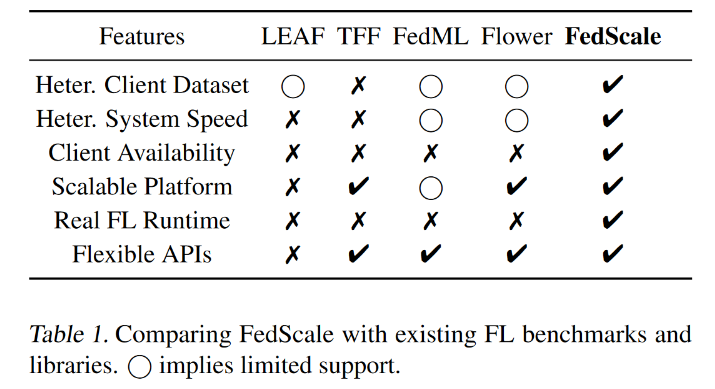 Features LEAF TFF FedML Flower FedScale
Heter. Client Dataset ◯ ✗ ◯ ◯ ✔
Heter. System Speed ✗ ✗ ◯ ◯ ✔
Client Availability ✗ ✗ ✗ ✗ ✔
Scalable Platform ✗ ✔ ◯ ✔ ✔
Real FL Runtime ✗ ✗ ✗ ✗ ✔
Flexible APIs ✗ ✔ ✔ ✔ ✔
Table 1. Comparing FedScale with existing FL benchmarks and
libraries. ◯ implies limited support.